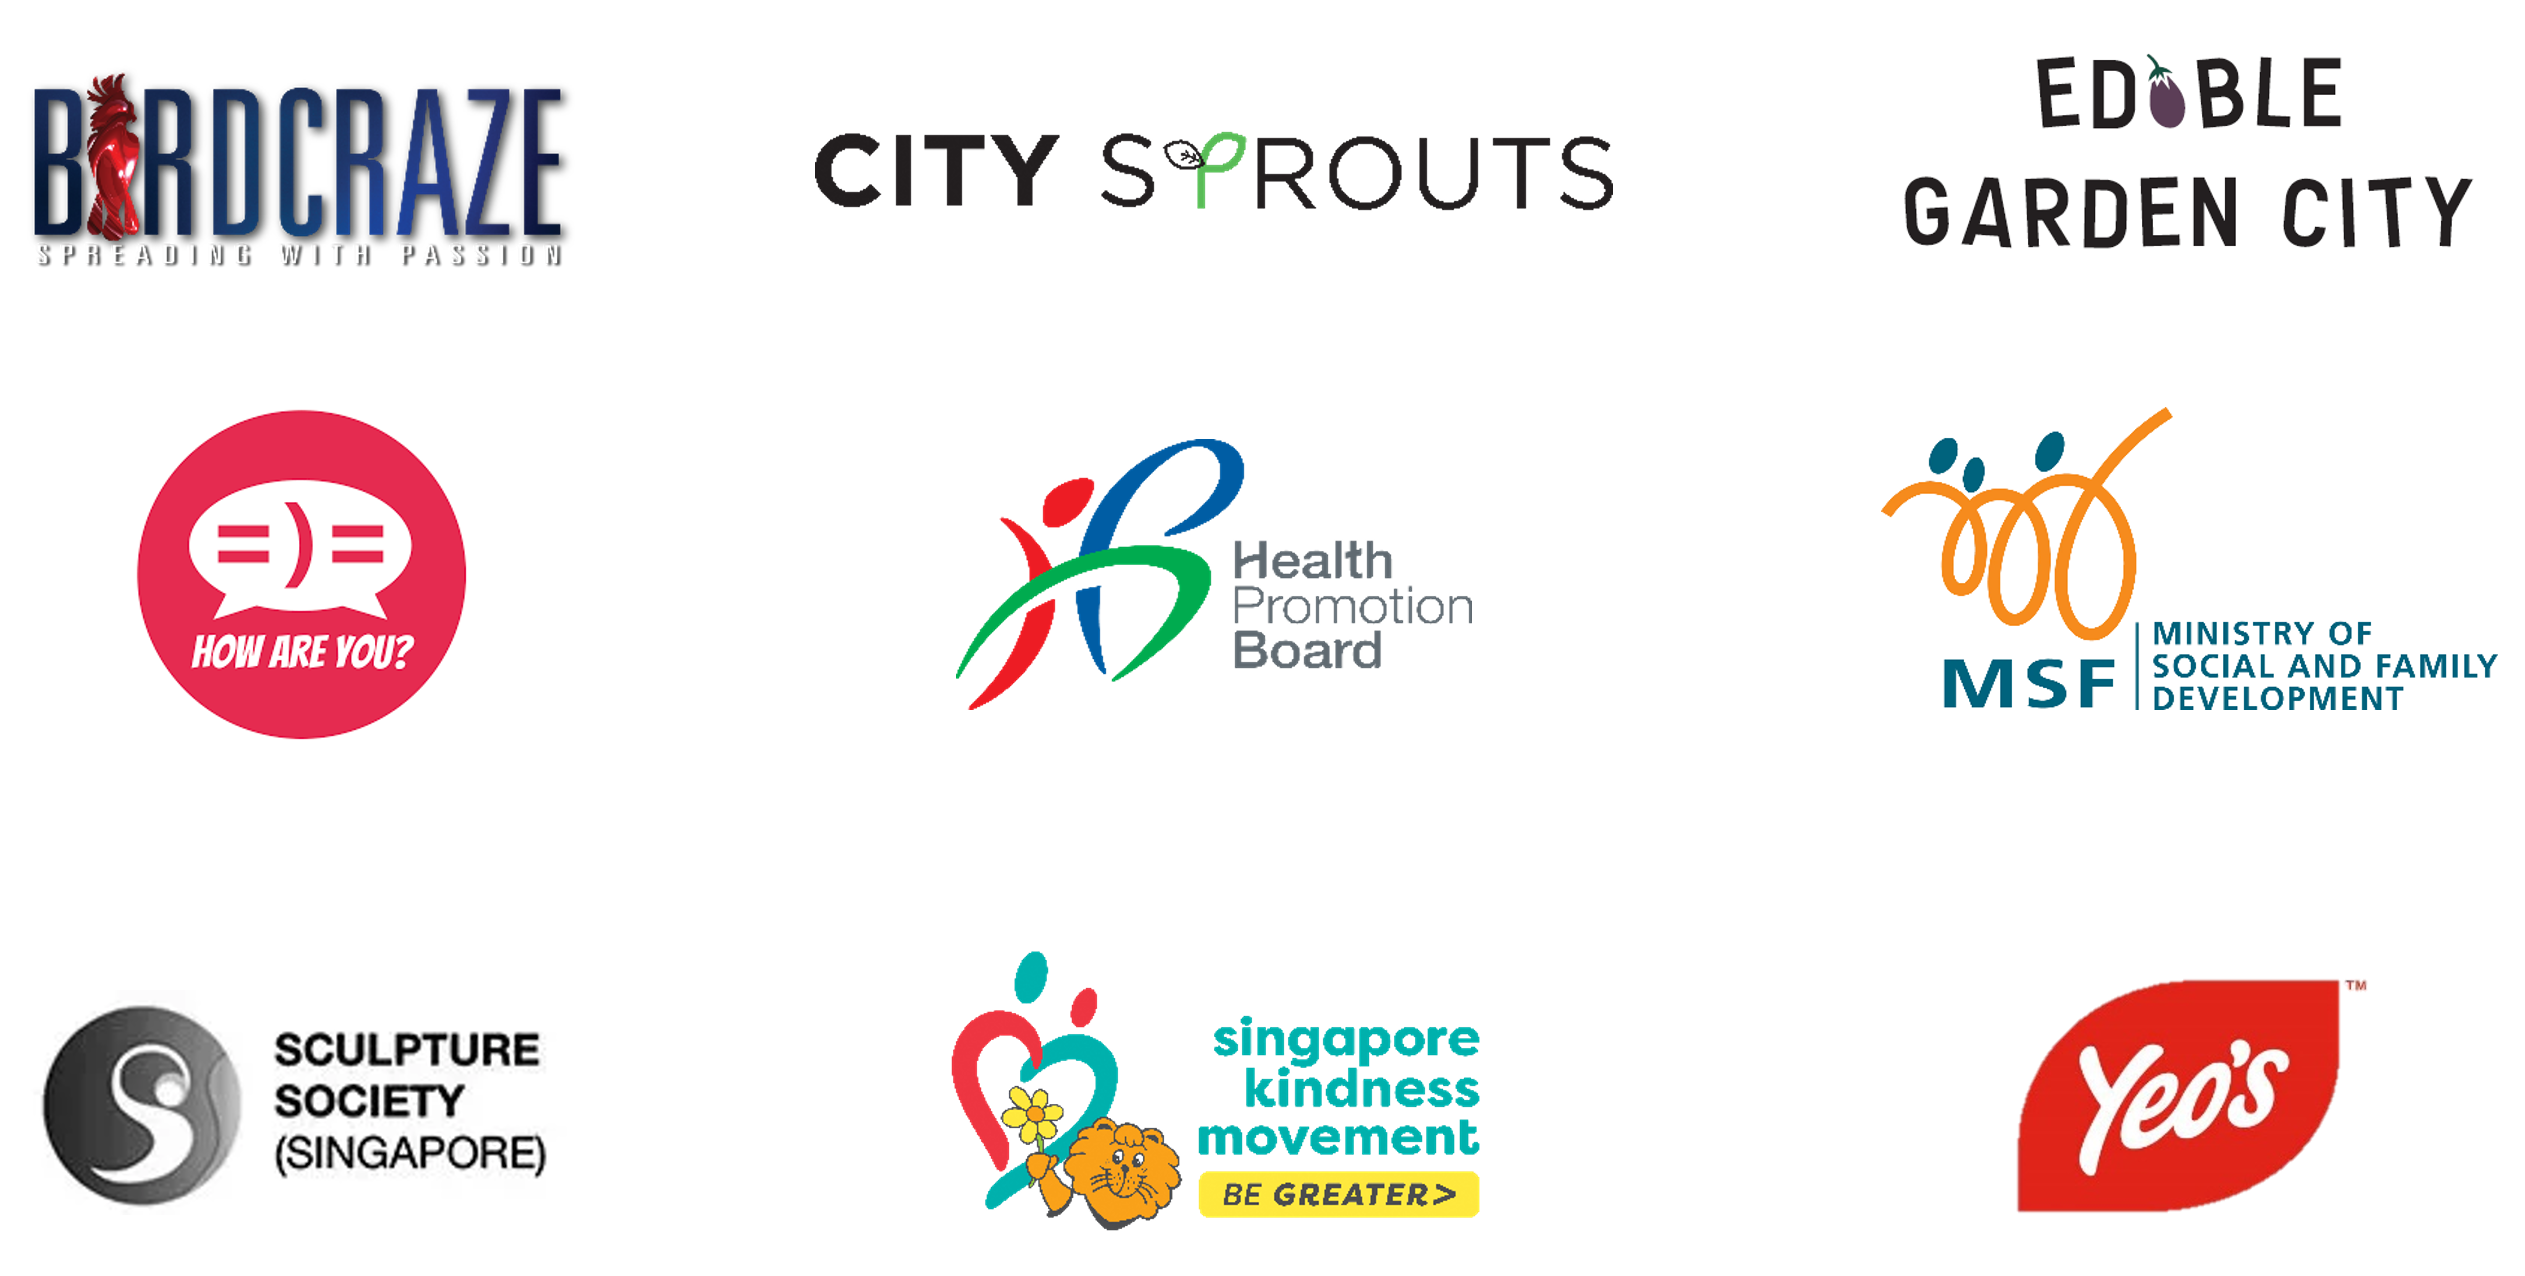 BIRDCRAZE
SPREADING WITH PASSION
CITY SPROUTS
EDIBLE
GARDEN CITY
=)=
HOW ARE YOU?
Health
Promotion
Board
MSF
MINISTRY OF
SOCIAL AND FAMILY
DEVELOPMENT
SCULPTURE
SOCIETY
(SINGAPORE)
singapore
kindness
movement
BE GREATER>
Yeo's
TM